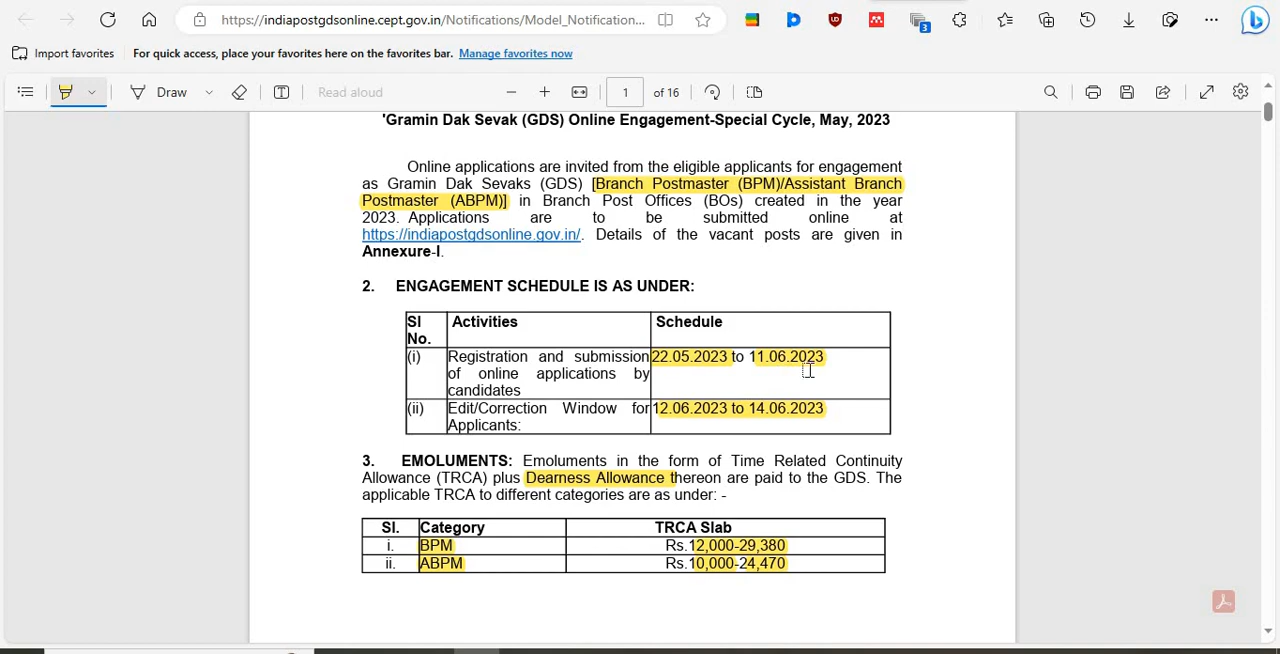 https://indiapostgdsonline.cept.gov.in/Notifications/Model_Notification...
3
Import favorites
For quick access, place your favorites here on the favorites bar. Manage favorites now
Draw
Read aloud
1 of 16
'Gramin Dak Sevak (GDS) Online Engagement-Special Cycle, May, 2023
Online applications are invited from the eligible applicants for engagement
as Gramin Dak Sevaks (GDS) [Branch Postmaster (BPM)/Assistant Branch
Postmaster (ABPM)] in Branch Post Offices (BOs) created in the year
2023. Applications are to be submitted online at
https://indiapostgdsonline.gov.in/. Details of the vacant posts are given in
Annexure-I.
2. ENGAGEMENT SCHEDULE IS AS UNDER:
Sl No. Activities Schedule
(i) Registration and submission of online applications by candidates 22.05.2023 to 11.06.2023
(ii) Edit/Correction Window for Applicants: 12.06.2023 to 14.06.2023
3. EMOLUMENTS: Emoluments in the form of Time Related Continuity
Allowance (TRCA) plus Dearness Allowance thereon are paid to the GDS. The
applicable TRCA to different categories are as under: -
Sl. Category TRCA Slab
i. BPM Rs.12,000-29,380
ii. ABPM Rs.10,000-24,470